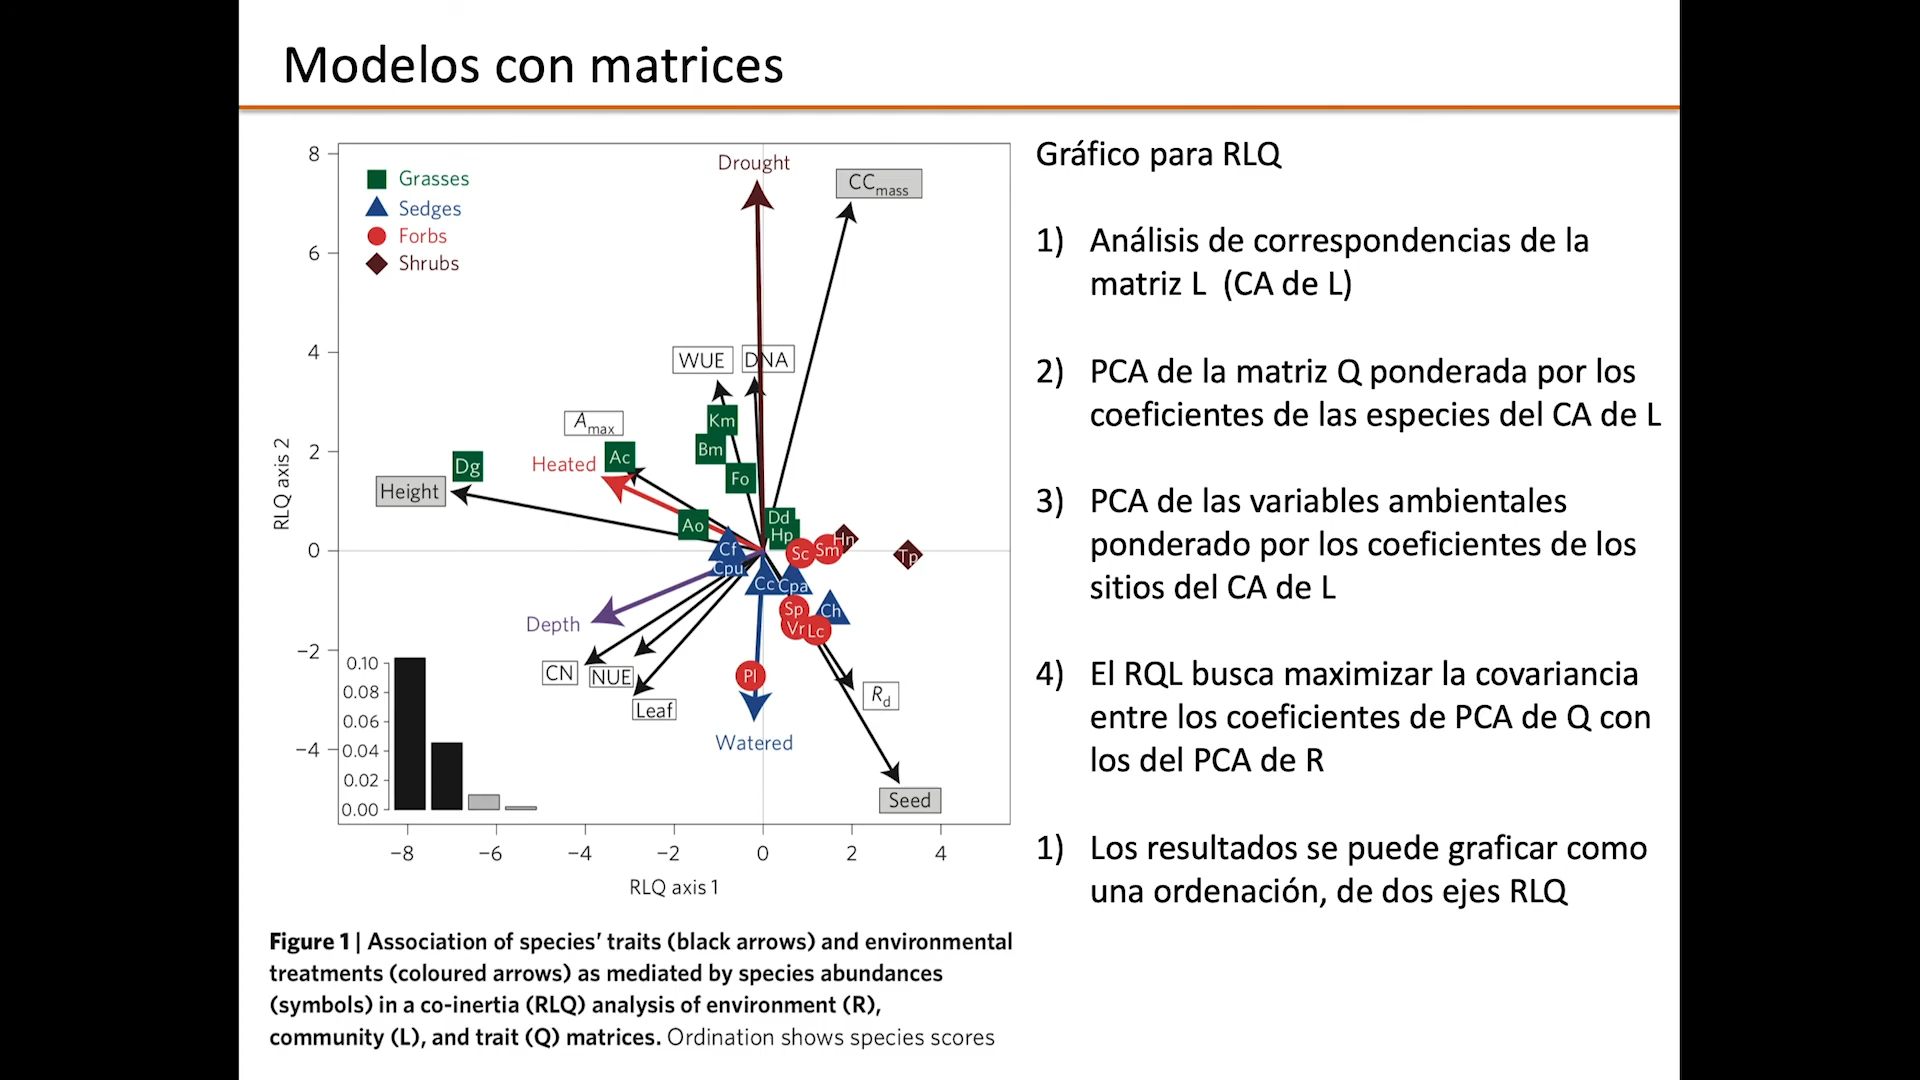 Modelos con matrices
8
6
4
2
0
−2
−4
RLQ axis 2
Grasses
Sedges
Forbs
Shrubs
Drought
CCmass
WUE
DNA
Amax
Heated
Height
Dg
Ac
Km
Bm
Fo
Ao
Dd
Hp
Hn
Sc
Sm
Tp
Cf
Cpu
Cc
Cpa
Sp
Ch
Vr
Lc
Depth
CN
NUE
Leaf
Pl
Rd
Watered
Seed
0.10
0.08
0.06
0.04
0.02
0.00
−8
−6
−4
−2
0
2
4
RLQ axis 1
Figure 1 | Association of species’ traits (black arrows) and environmental
treatments (coloured arrows) as mediated by species abundances
(symbols) in a co-inertia (RLQ) analysis of environment (R),
community (L), and trait (Q) matrices. Ordination shows species scores
Gráfico para RLQ
1) Análisis de correspondencias de la
matriz L (CA de L)
2) PCA de la matriz Q ponderada por los
coeficientes de las especies del CA de L
3) PCA de las variables ambientales
ponderado por los coeficientes de los
sitios del CA de L
4) El RQL busca maximizar la covariancia
entre los coeficientes de PCA de Q con
los del PCA de R
1) Los resultados se puede graficar como
una ordenación, de dos ejes RLQ